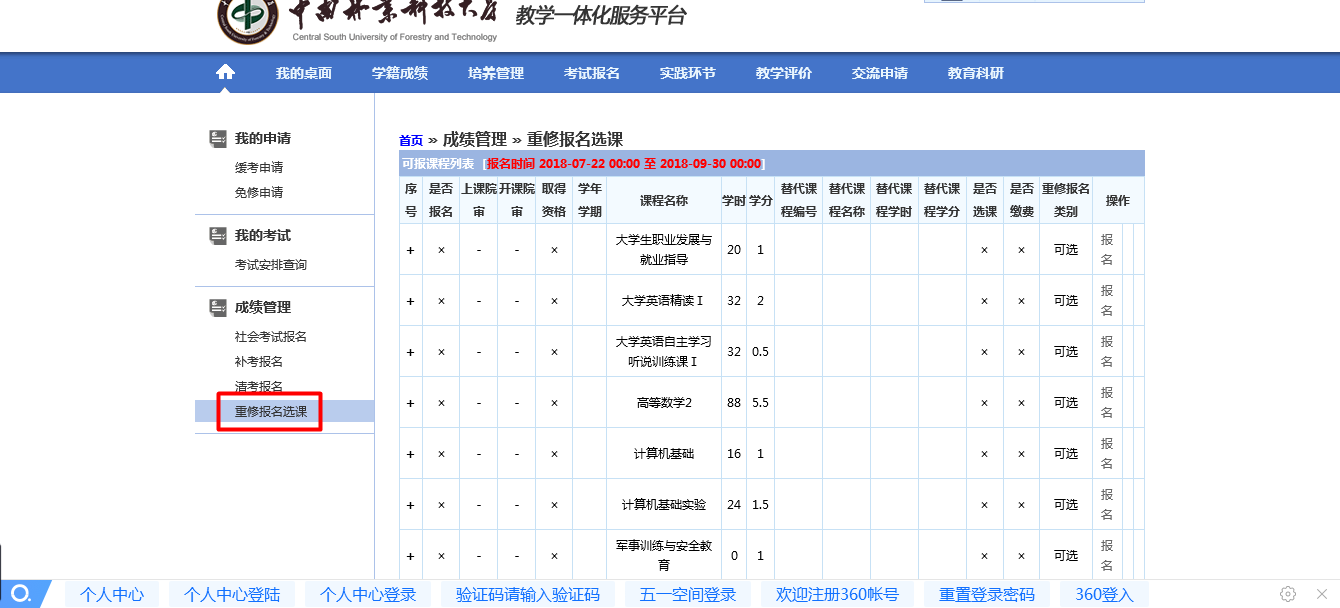 中南林業科技大學
教学一体化服务平台
Central South University of Forestry and Technology
我的桌面 学籍成绩 培养管理 考试报名 实践环节 教学评价 交流申请 教育科研
我的申请
缓考申请
免修申请
我的考试
考试安排查询
成绩管理
社会考试报名
补考报名
清考报名
重修报名选课
首页 » 成绩管理 » 重修报名选课
可报课程列表 [报名时间 2018-07-22 00:00 至 2018-09-30 00:00]
序号 是否报名 上课院审 开课院审 取得资格 学年学期 课程名称 学时 学分 替代课程编号 替代课程名称 替代课程学时 替代课程学分 是否选课 是否缴费 重修报名类别 操作
+ × - - × 大学生职业发展与就业指导 20 1 × × 可选 报名
+ × - - × 大学英语精读Ⅰ 32 2 × × 可选 报名
+ × - - × 大学英语自主学习听说训练课Ⅰ 32 0.5 × × 可选 报名
+ × - - × 高等数学2 88 5.5 × × 可选 报名
+ × - - × 计算机基础 16 1 × × 可选 报名
+ × - - × 计算机基础实验 24 1.5 × × 可选 报名
+ × - - × 军事训练与安全教育 0 1 × × 可选 报名
个人中心 个人中心登陆 个人中心登录 验证码请输入验证码 五一空间登录 欢迎注册360帐号 重置登录密码 360登入